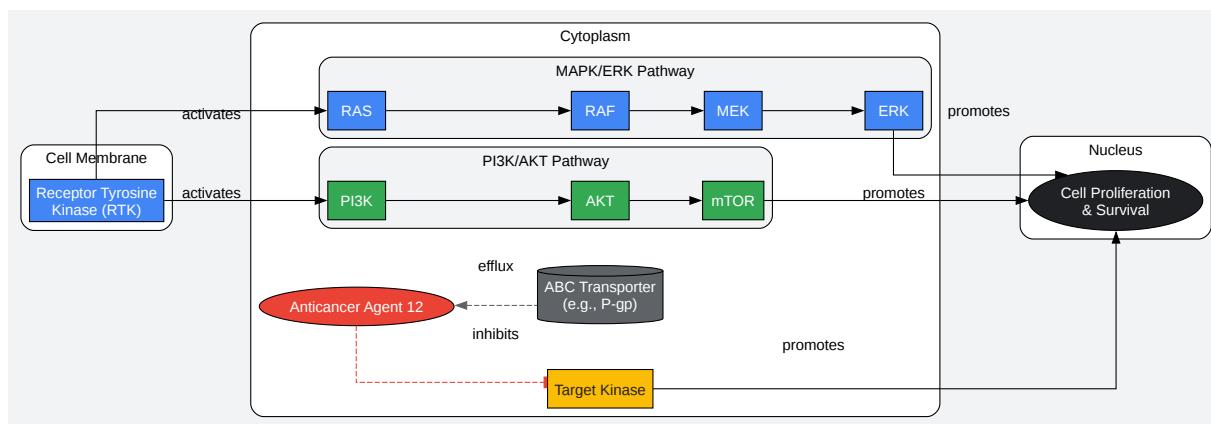 Cytoplasm
MAPK/ERK Pathway
activates
RAS
RAF
MEK
ERK
promotes
Cell Membrane
Receptor Tyrosine
Kinase (RTK)
activates
PI3K/AKT Pathway
PI3K
AKT
mTOR
promotes
Nucleus
Cell Proliferation
& Survival
efflux
ABC Transporter
(e.g., P-gp)
Anticancer Agent 12
inhibits
promotes
Target Kinase